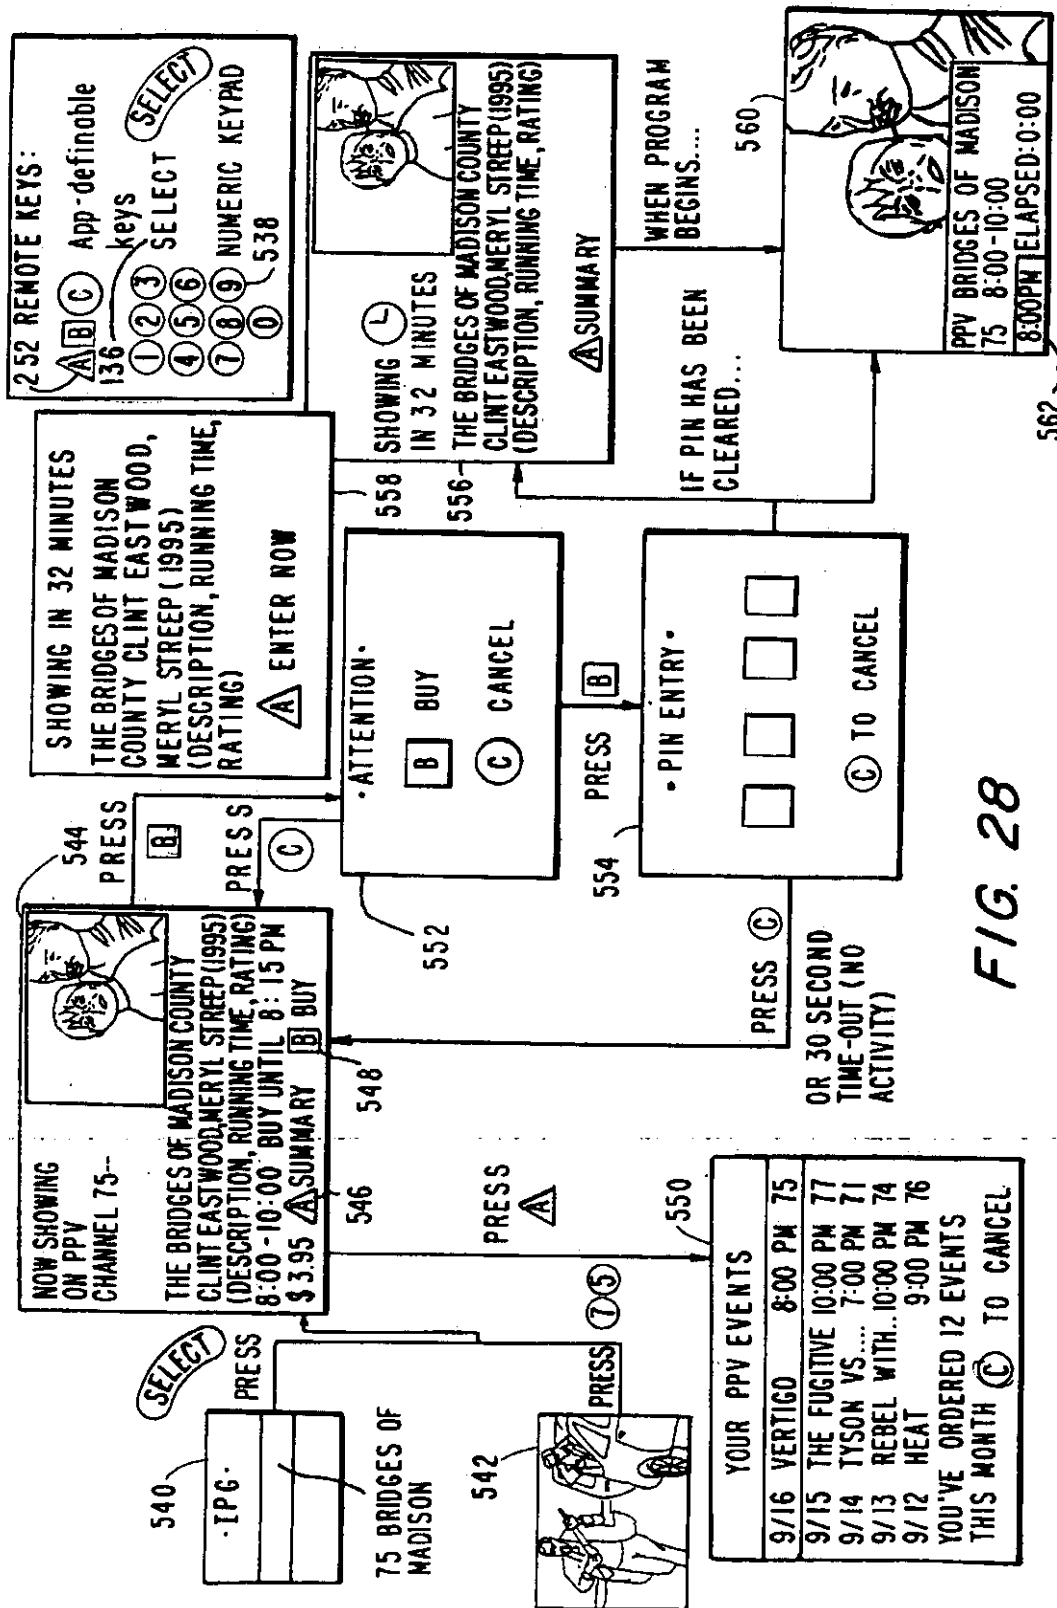 252 REMOTE KEYS:
A B C App-definable
keys
136
SELECT
SELECT
1 2 3
4 5 6
7 8 9 NUMERIC KEYPAD
0
538
SHOWING IN 32 MINUTES
THE BRIDGES OF MADISON
COUNTY CLINT EASTWOOD,
MERYL STREEP (1995)
(DESCRIPTION, RUNNING TIME,
RATING)
A ENTER NOW
558
544
NOW SHOWING
ON PPV
CHANNEL 75--
THE BRIDGES OF MADISON COUNTY
CLINT EASTWOOD,MERYL STREEP(1995)
(DESCRIPTION, RUNNING TIME, RATING)
8:00-10:00 BUY UNTIL 8:15PM
$3.95 A SUMMARY B BUY
546
548
PRESS
B
PRESS
C
·ATTENTION·
B BUY
C CANCEL
552
SHOWING
IN 32 MINUTES
THE BRIDGES OF MADISON COUNTY
CLINT EASTWOOD,MERYL STREEP(1995)
(DESCRIPTION, RUNNING TIME, RATING)
A SUMMARY
556
540
·IPG·
SELECT
PRESS
75 BRIDGES OF
MADISON
542
PRESS 7 5
PRESS
A
PRESS B
554
·PIN ENTRY·
C TO CANCEL
PRESS C
OR 30 SECOND
TIME-OUT (NO
ACTIVITY)
IF PIN HAS BEEN
CLEARED...
WHEN PROGRAM
BEGINS...
560
PPV BRIDGES OF MADISON
75 8:00-10:00
8:00PM ELAPSED:0:00
562
550
YOUR PPV EVENTS
9/16 VERTIGO 8:00 PM 75
9/15 THE FUGITIVE 10:00 PM 77
9/14 TYSON VS.... 7:00 PM 71
9/13 REBEL WITH.. 10:00 PM 74
9/12 HEAT 9:00 PM 76
YOU'VE ORDERED 12 EVENTS
THIS MONTH C TO CANCEL
FIG. 28